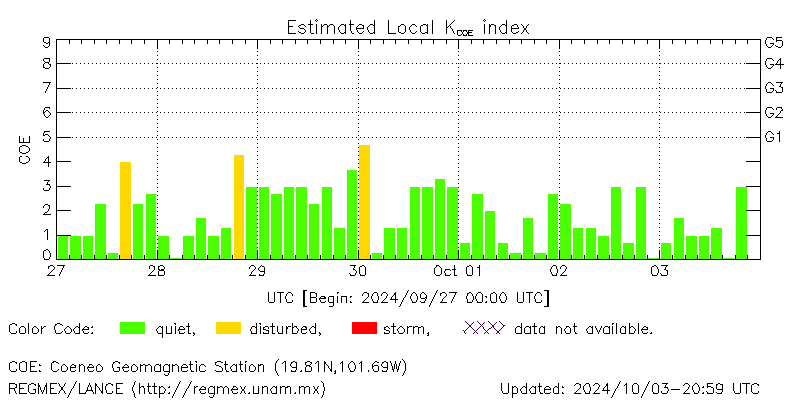 Estimated Local KCOE index
COE
9 G5
8 G4
7 G3
6 G2
5 G1
4
3
2
1
0
27 28 29 30 Oct 01 02 03
UTC [Begin: 2024/09/27 00:00 UTC]
Color Code: quiet, disturbed, storm, data not available.
COE: Coeneo Geomagnetic Station (19.81N,101.69W)
REGMEX/LANCE (http://regmex.unam.mx) Updated: 2024/10/03-20:59 UTC